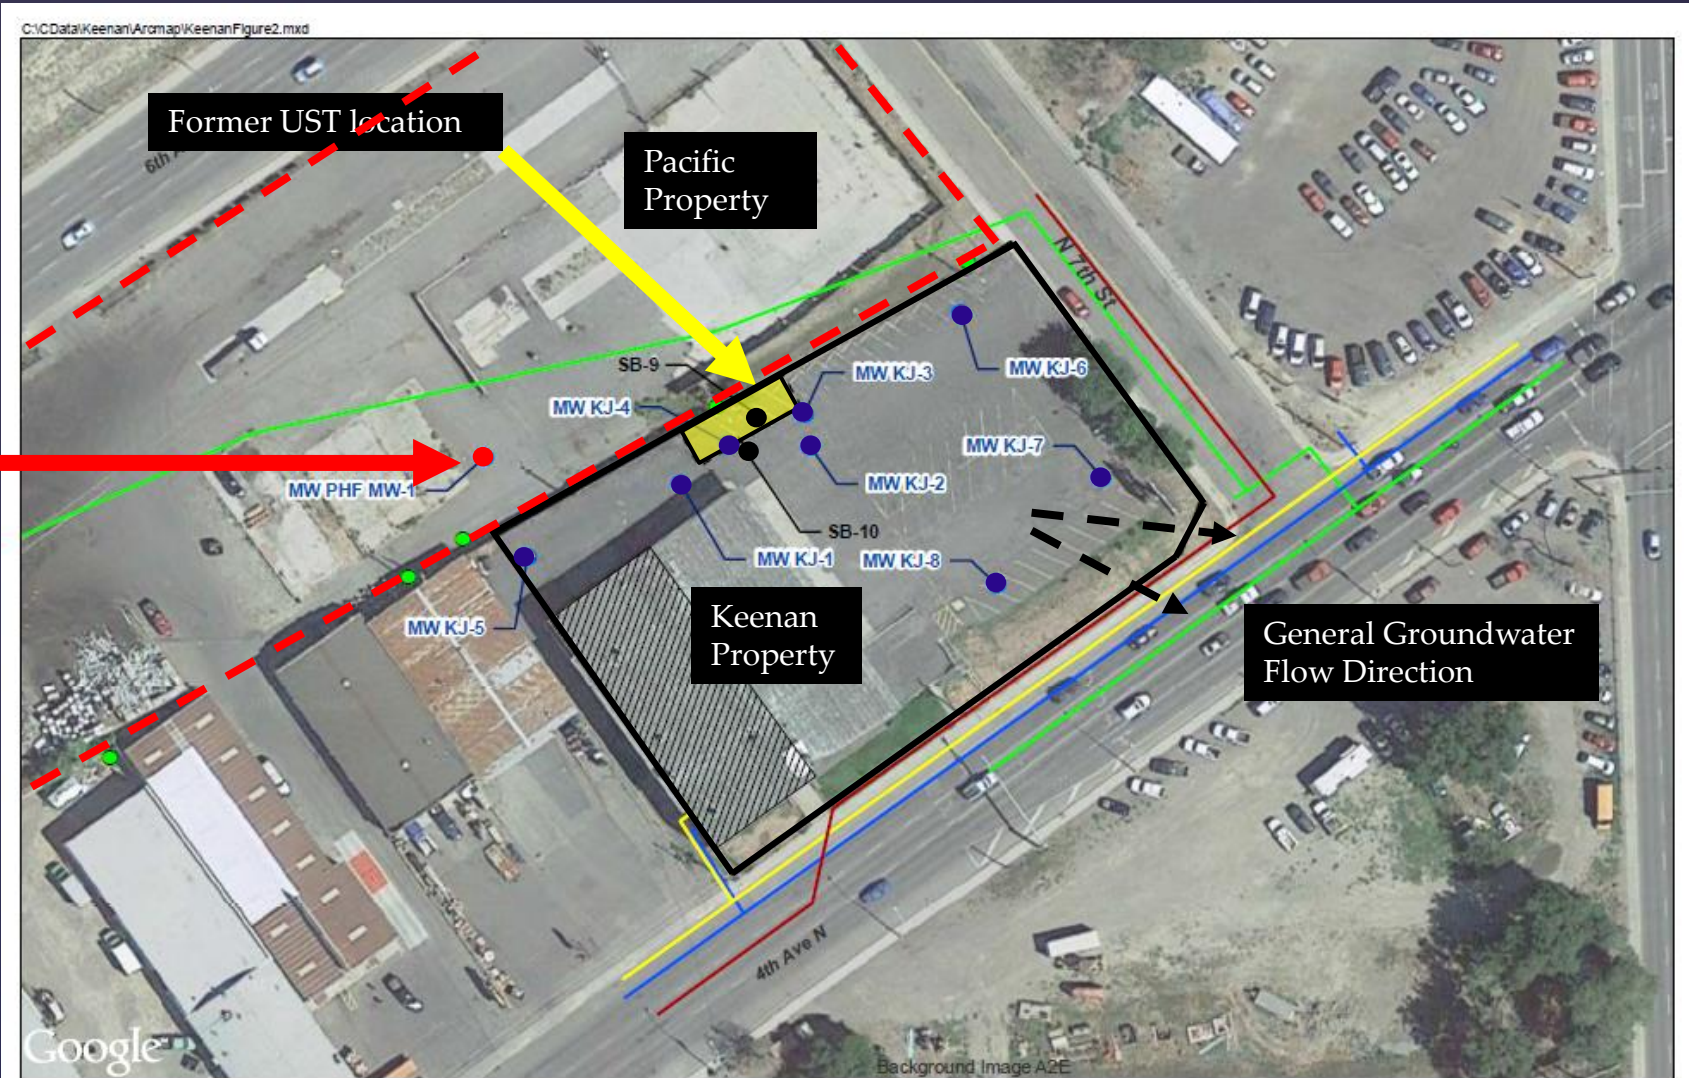 C:\CData\Keenan\Arcmap\KeenanFigure2.mxd
Former UST location
6th
Pacific
Property
N 7th St
SB-9
MW KJ-3
MW KJ-6
MW KJ-4
MW KJ-7
MW PHF MW-1
MW KJ-2
SB-10
MW KJ-1
MW KJ-8
MW KJ-5
Keenan
Property
General Groundwater
Flow Direction
4th Ave N
Google
Background Image A2E